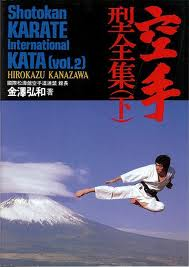 Shotokan
KARATE
International
KATA (vol.2)
HIROKAZU KANAZAWA
國際松濤館空手道連盟 館長
金澤弘和 著
空手
型全集(下)